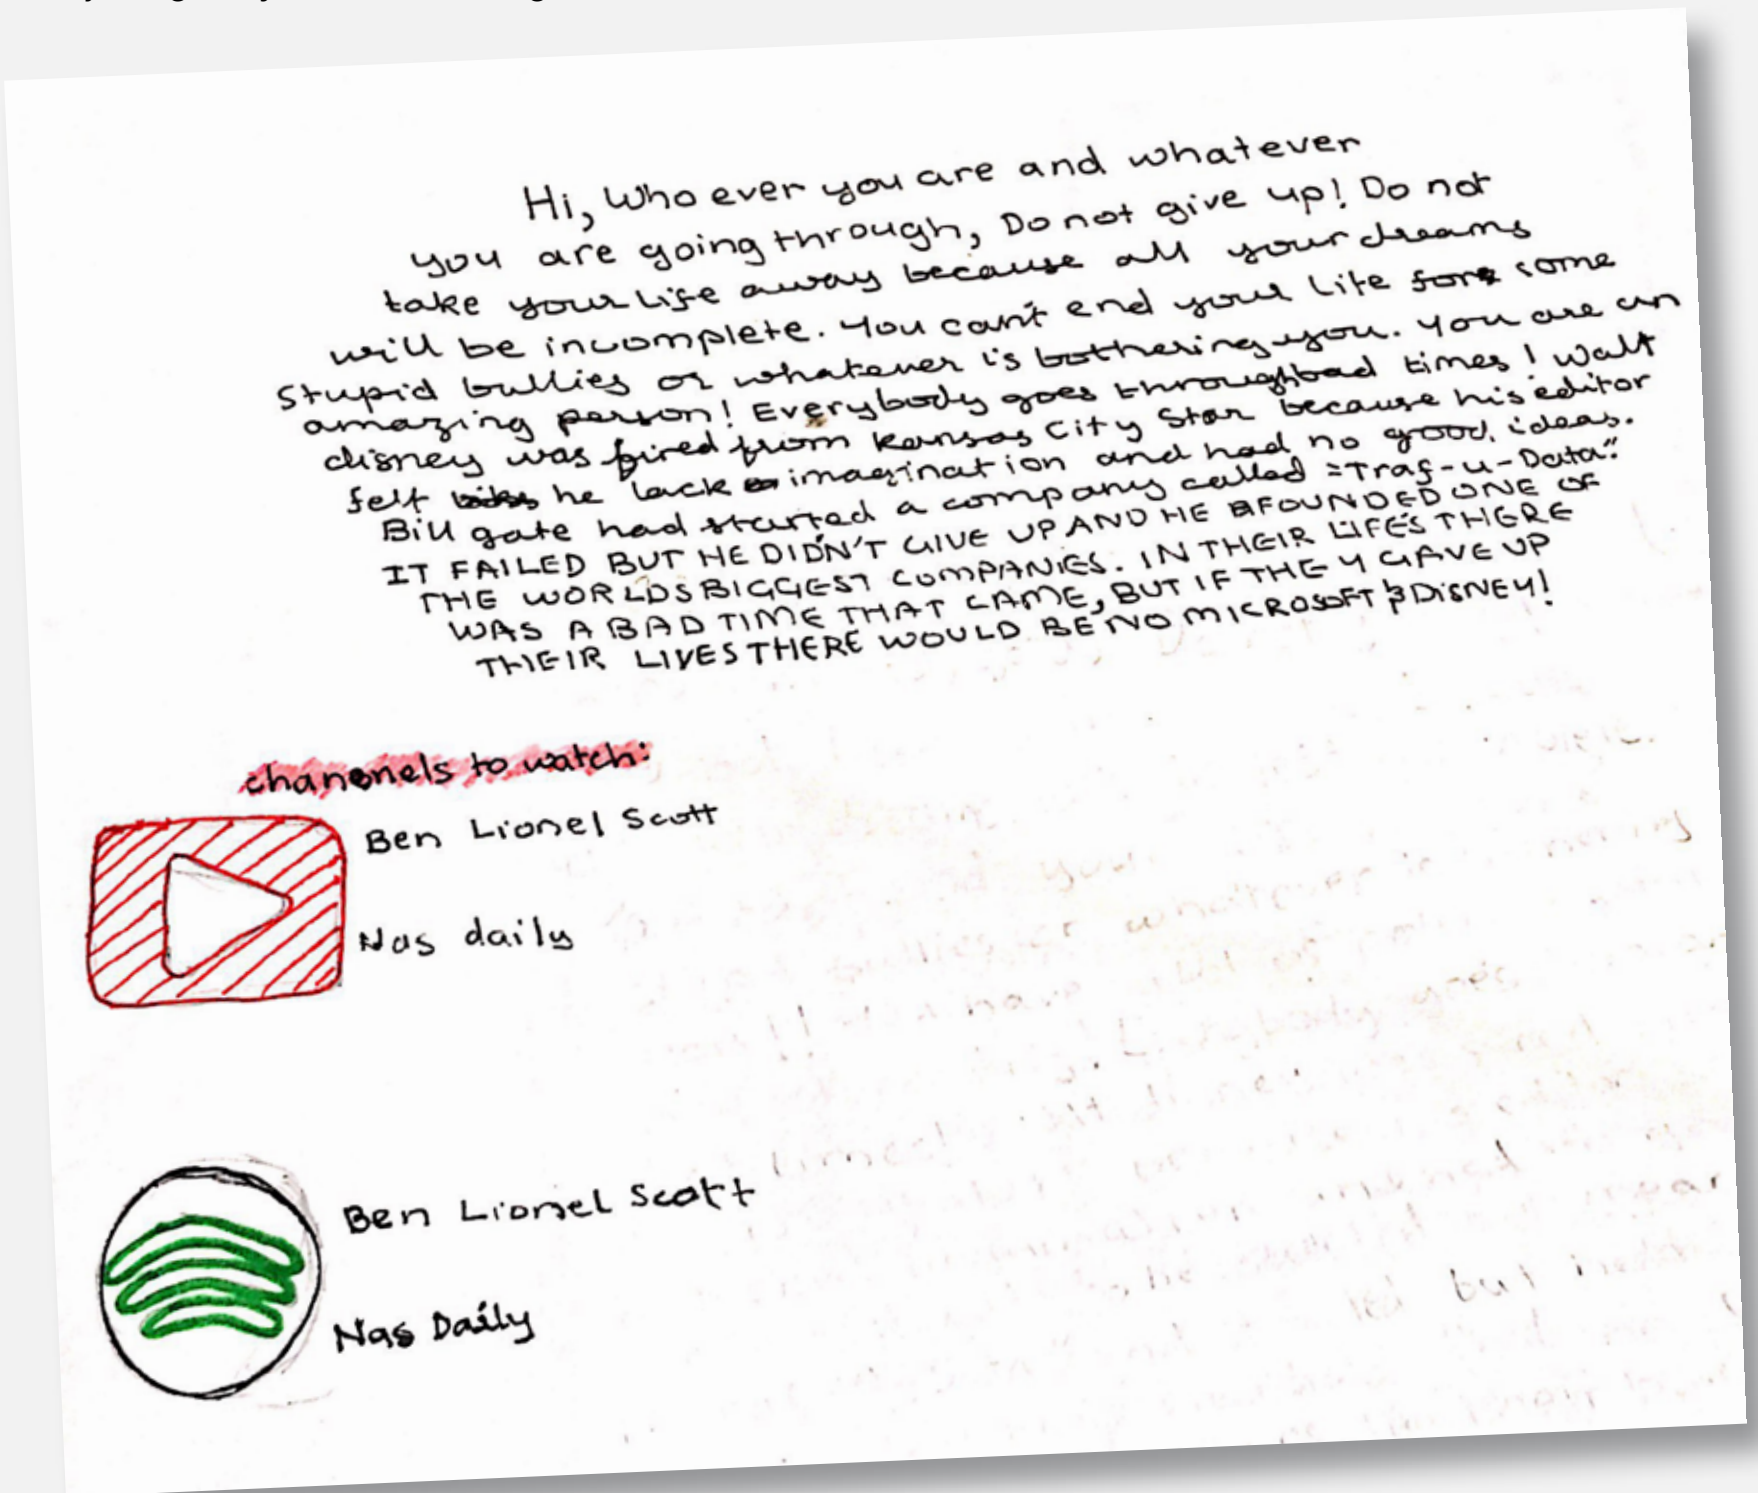 Hi, Who ever you are and whatever
you are going through, Do not give up! Do not
take your life away because all your dreams
will be incomplete. You can't end your life for some
stupid bullies or whatever is bothering you. You are an
amazing person! Everybody goes through bad times! Walt
disney was fired from Kansas City Star because his editor
felt he lack imagination and had no good ideas.
Bill gate had started a company called "Traf-u-Data."
IT FAILED BUT HE DIDN'T GIVE UP AND HE FOUNDED ONE OF
THE WORLDS BIGGEST COMPANIES. IN THEIR LIFE'S THERE
WAS A BAD TIME THAT CAME, BUT IF THEY GAVE UP
THEIR LIVES THERE WOULD BE NO MICROSOFT & DISNEY!
chanonels to watch:
Ben Lionel Scott
Nas daily
Ben Lionel Scott
Nas Daily